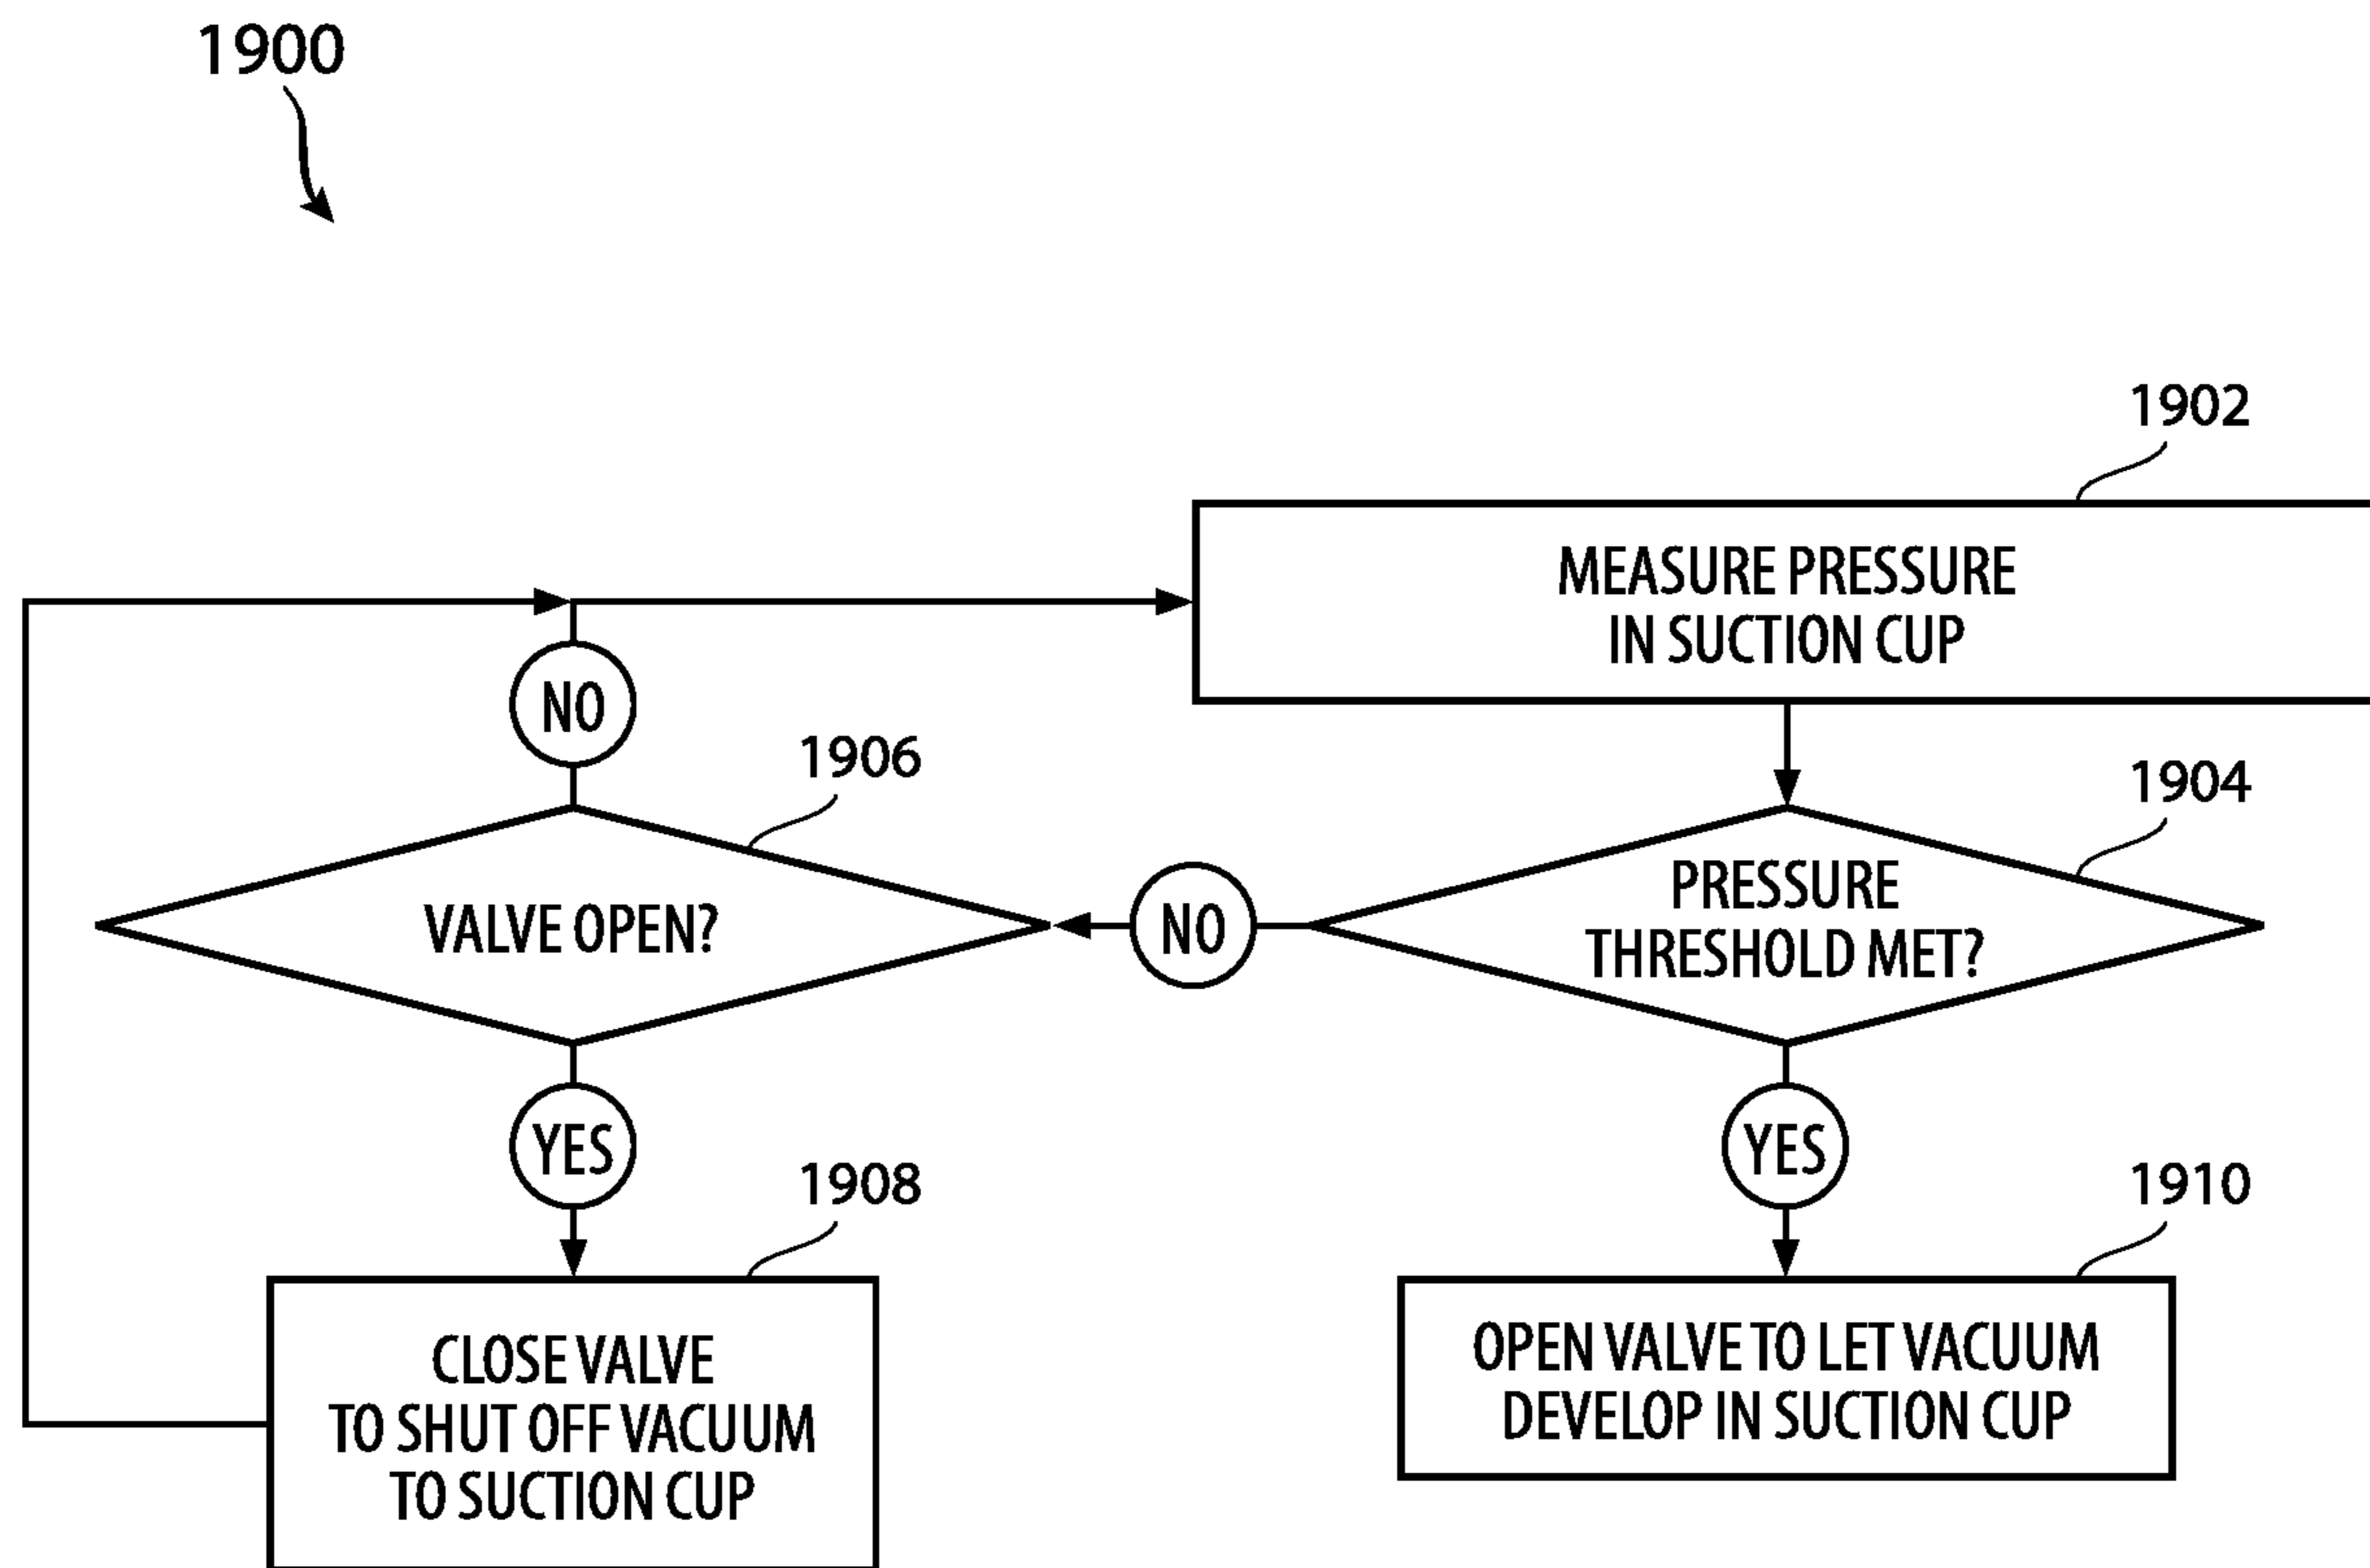 1900
1902
MEASURE PRESSURE
IN SUCTION CUP
NO
1906
1904
VALVE OPEN?
NO
PRESSURE
THRESHOLD MET?
YES
YES
1908
1910
CLOSE VALVE
TO SHUT OFF VACUUM
TO SUCTION CUP
OPEN VALVE TO LET VACUUM
DEVELOP IN SUCTION CUP